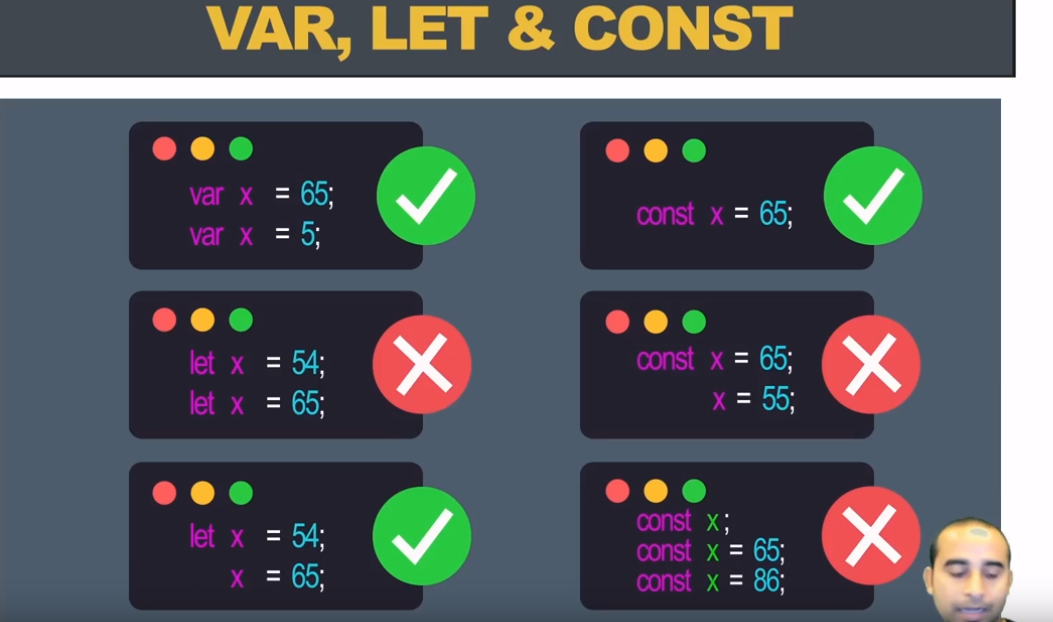 VAR, LET & CONST
var x = 65;
var x = 5;
const x = 65;
let x = 54;
let x = 65;
const x = 65;
x = 55;
let x = 54;
x = 65;
const x ;
const x = 65;
const x = 86;